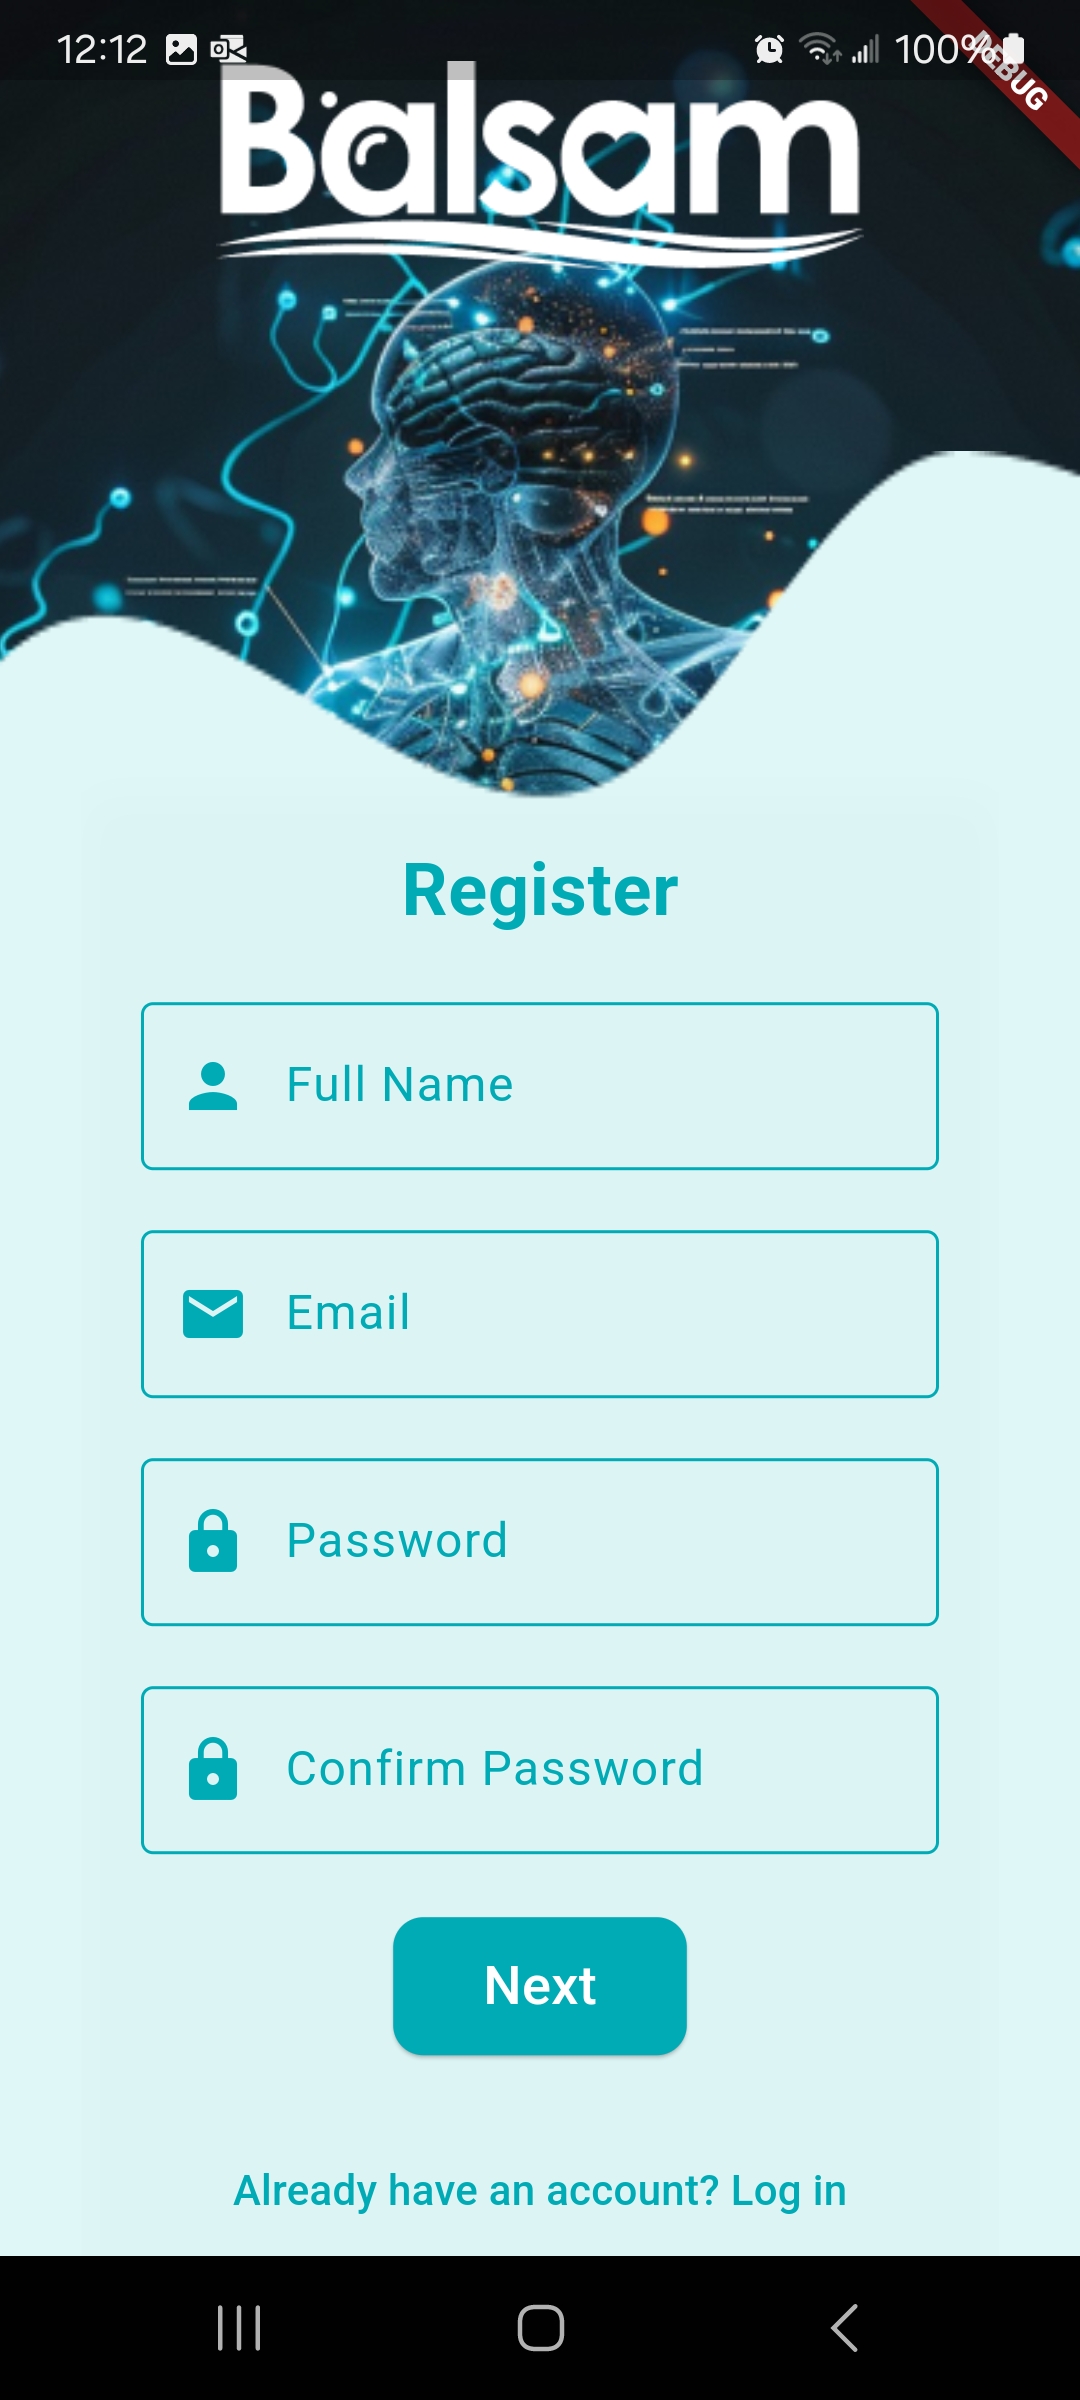 12:12
100%
DEBUG
Balsam
Register
Full Name
Email
Password
Confirm Password
Next
Already have an account? Log in